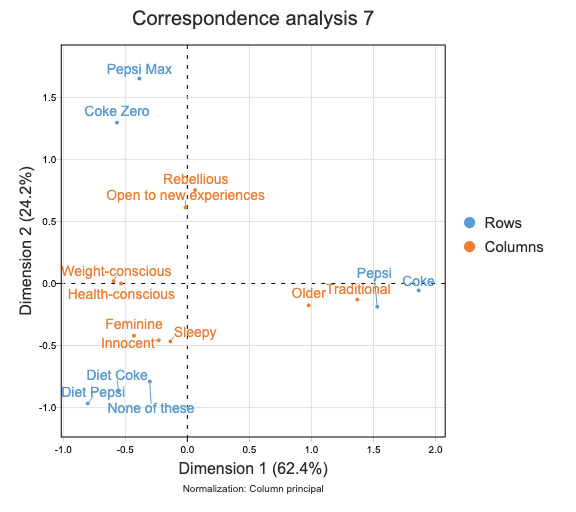 Correspondence analysis 7
Pepsi Max
1.5
Coke Zero
1.0
Rebellious
Open to new experiences
0.5
Rows
Columns
Dimension 2 (24.2%)
Weight-conscious
Pepsi
Coke
0.0
Health-conscious
Older
Traditional
Feminine
Sleepy
Innocent
-0.5
Diet Coke
Diet Pepsi
None of these
-1.0
-1.0 -0.5 0.0 0.5 1.0 1.5 2.0
Dimension 1 (62.4%)
Normalization: Column principal